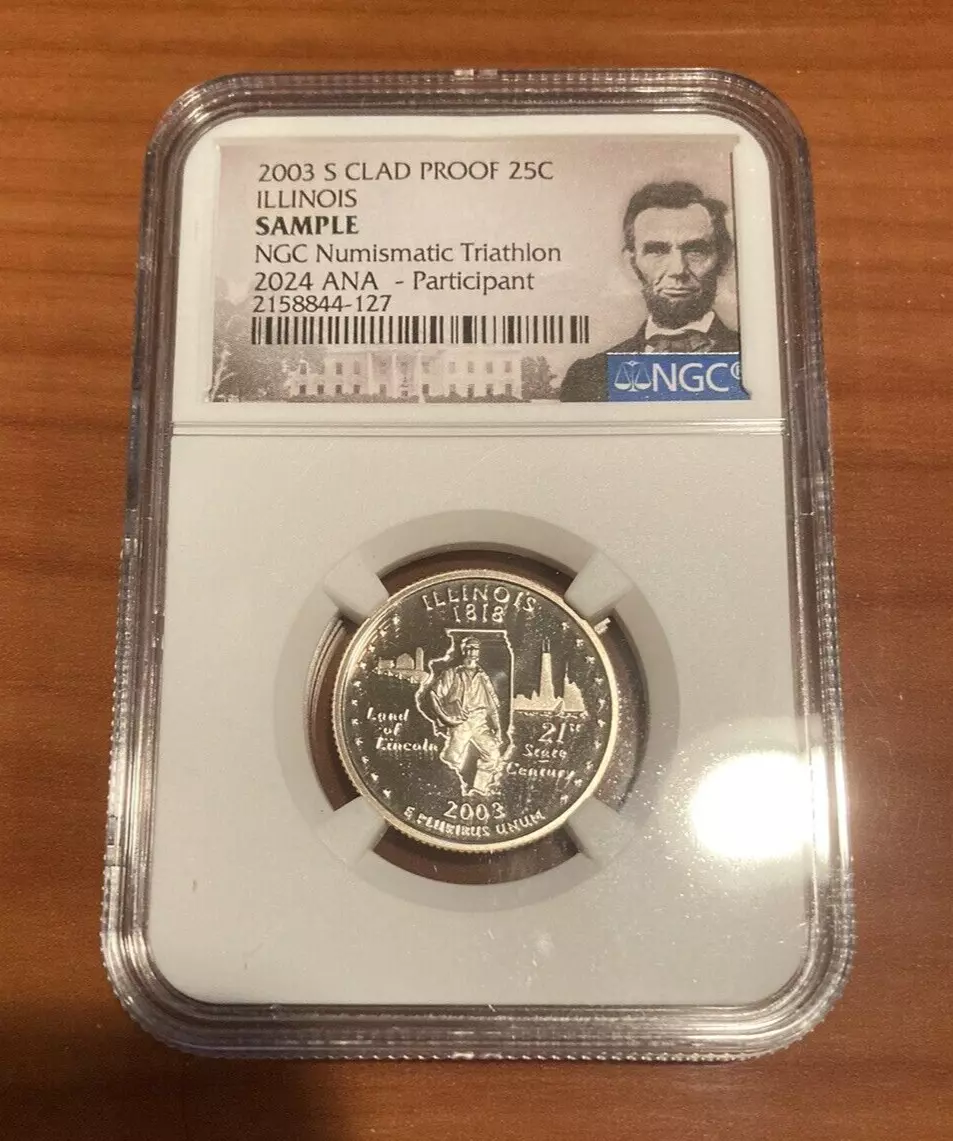 2003 S CLAD PROOF 25C
ILLINOIS
SAMPLE
NGC Numismatic Triathlon
2024 ANA - Participant
2158844-127
NGC®
ILLINOIS
1818
Land
of
Lincoln
21st
State
Century
2003
E PLURIBUS UNUM